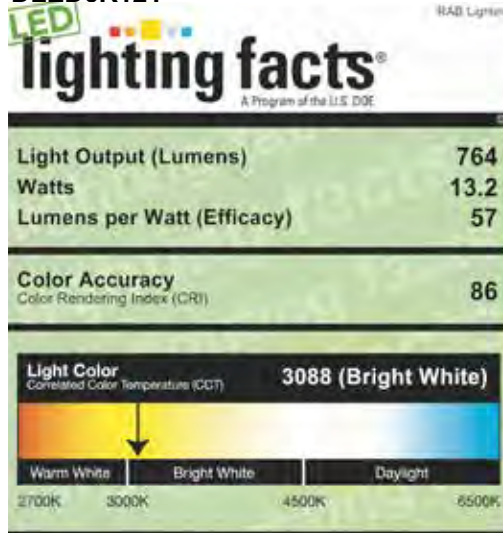 LED
RAB Lighting
lighting facts®
A Program of the U.S. DOE
Light Output (Lumens) 764
Watts 13.2
Lumens per Watt (Efficacy) 57
Color Accuracy 86
Color Rendering Index (CRI)
Light Color 3088 (Bright White)
Correlated Color Temperature (CCT)
Warm White Bright White Daylight
2700K 3000K 4500K 6500K